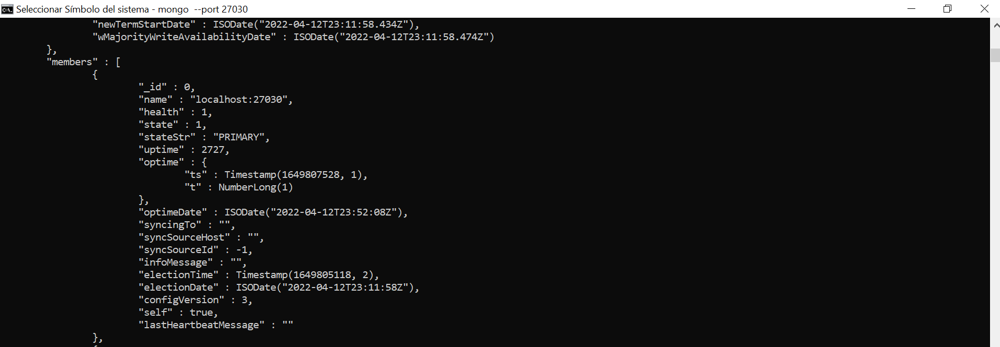 Seleccionar Símbolo del sistema - mongo  --port 27030
"newTermStartDate" : ISODate("2022-04-12T23:11:58.434Z"),
"wMajorityWriteAvailabilityDate" : ISODate("2022-04-12T23:11:58.474Z")
},
"members" : [
{
"_id" : 0,
"name" : "localhost:27030",
"health" : 1,
"state" : 1,
"stateStr" : "PRIMARY",
"uptime" : 2727,
"optime" : {
"ts" : Timestamp(1649807528, 1),
"t" : NumberLong(1)
},
"optimeDate" : ISODate("2022-04-12T23:52:08Z"),
"syncingTo" : "",
"syncSourceHost" : "",
"syncSourceId" : -1,
"infoMessage" : "",
"electionTime" : Timestamp(1649805118, 2),
"electionDate" : ISODate("2022-04-12T23:11:58Z"),
"configVersion" : 3,
"self" : true,
"lastHeartbeatMessage" : ""
},